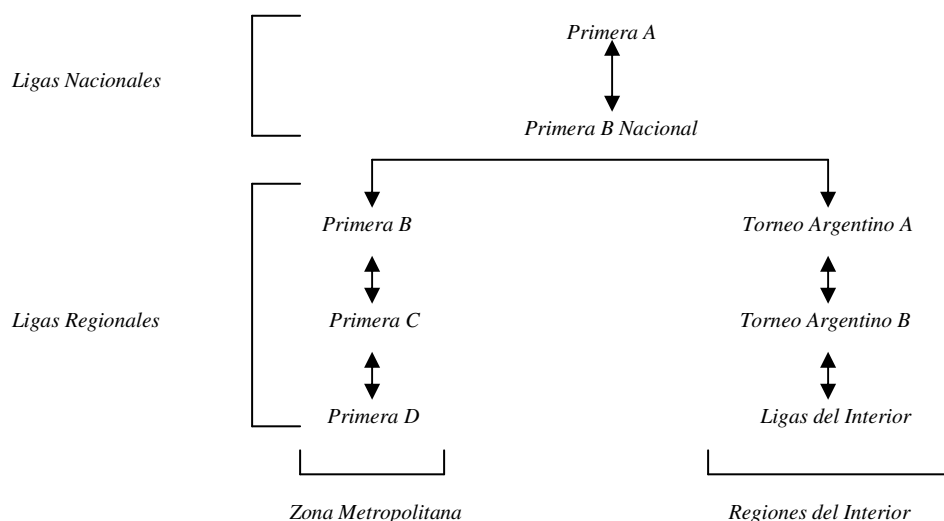 Primera A
Ligas Nacionales
Primera B Nacional
Primera B
Torneo Argentino A
Ligas Regionales
Primera C
Torneo Argentino B
Primera D
Ligas del Interior
Zona Metropolitana
Regiones del Interior